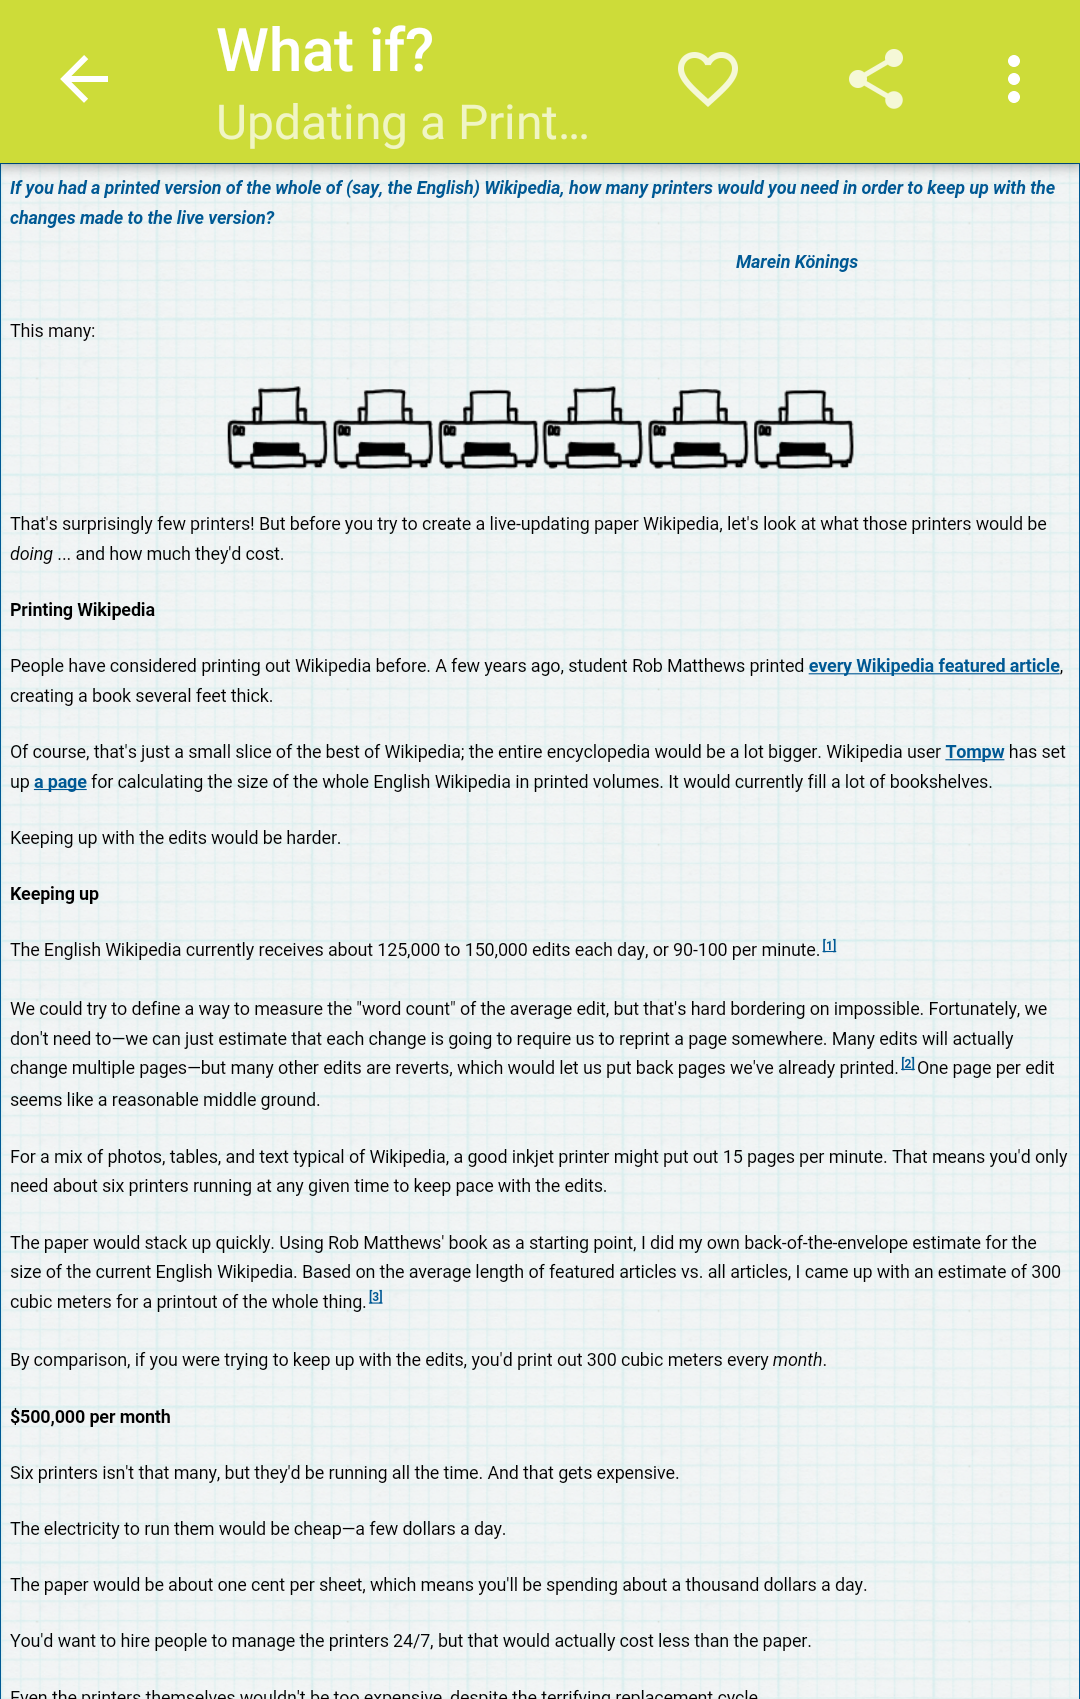 What if?
Updating a Print...
If you had a printed version of the whole of (say, the English) Wikipedia, how many printers would you need in order to keep up with the
changes made to the live version?
Marein Könings
This many:
That's surprisingly few printers! But before you try to create a live-updating paper Wikipedia, let's look at what those printers would be
doing ... and how much they'd cost.
Printing Wikipedia
People have considered printing out Wikipedia before. A few years ago, student Rob Matthews printed every Wikipedia featured article,
creating a book several feet thick.
Of course, that's just a small slice of the best of Wikipedia; the entire encyclopedia would be a lot bigger. Wikipedia user Tompw has set
up a page for calculating the size of the whole English Wikipedia in printed volumes. It would currently fill a lot of bookshelves.
Keeping up with the edits would be harder.
Keeping up
The English Wikipedia currently receives about 125,000 to 150,000 edits each day, or 90-100 per minute. [1]
We could try to define a way to measure the "word count" of the average edit, but that's hard bordering on impossible. Fortunately, we
don't need to—we can just estimate that each change is going to require us to reprint a page somewhere. Many edits will actually
change multiple pages—but many other edits are reverts, which would let us put back pages we've already printed. [2] One page per edit
seems like a reasonable middle ground.
For a mix of photos, tables, and text typical of Wikipedia, a good inkjet printer might put out 15 pages per minute. That means you'd only
need about six printers running at any given time to keep pace with the edits.
The paper would stack up quickly. Using Rob Matthews' book as a starting point, I did my own back-of-the-envelope estimate for the
size of the current English Wikipedia. Based on the average length of featured articles vs. all articles, I came up with an estimate of 300
cubic meters for a printout of the whole thing. [3]
By comparison, if you were trying to keep up with the edits, you'd print out 300 cubic meters every month.
$500,000 per month
Six printers isn't that many, but they'd be running all the time. And that gets expensive.
The electricity to run them would be cheap—a few dollars a day.
The paper would be about one cent per sheet, which means you'll be spending about a thousand dollars a day.
You'd want to hire people to manage the printers 24/7, but that would actually cost less than the paper.
Even the printers themselves wouldn't be too expensive, despite the terrifying replacement cycle.